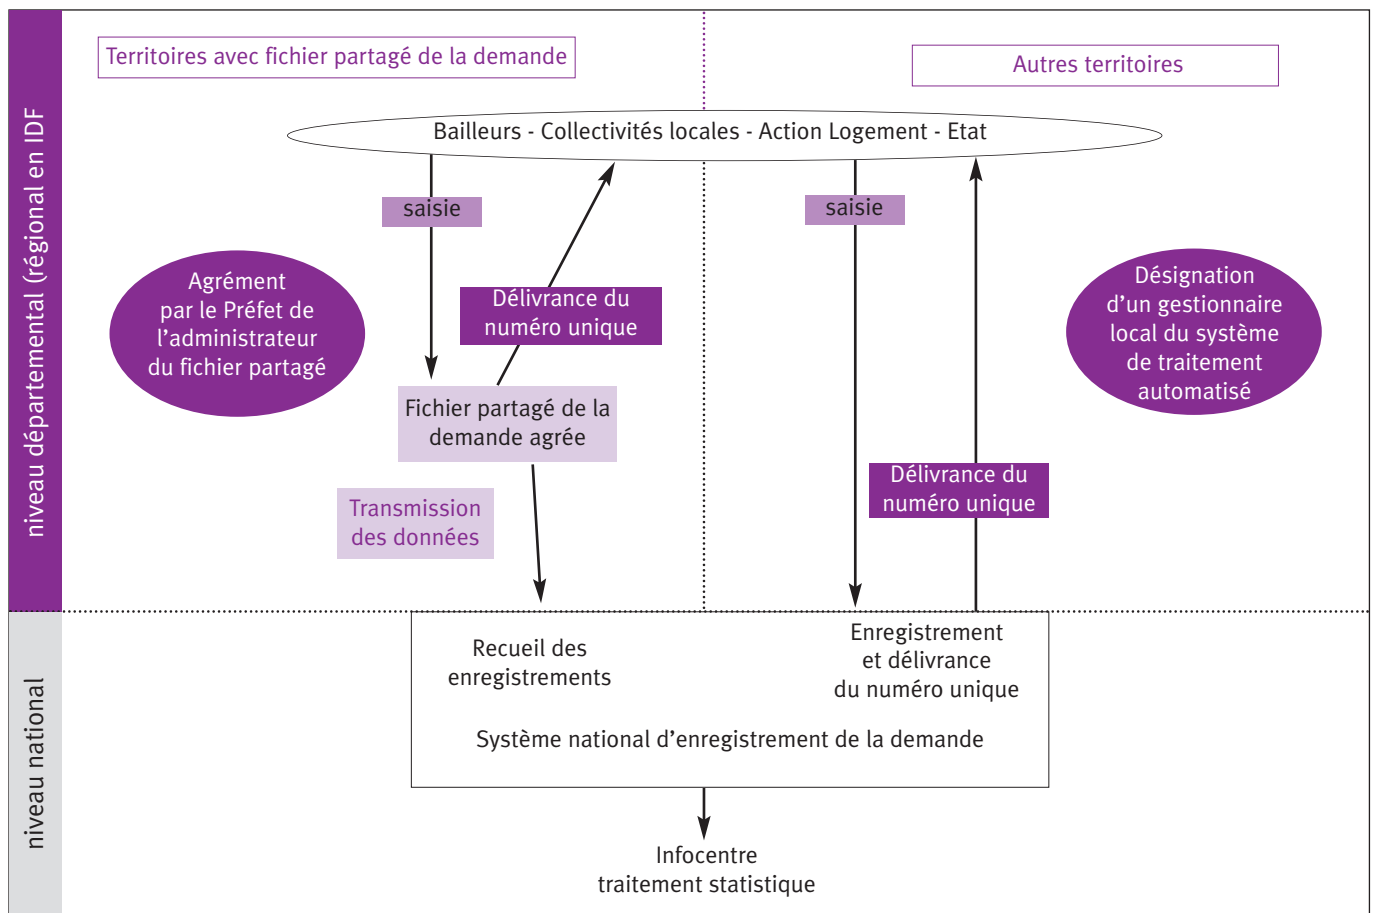 Territoires avec fichier partagé de la demande
Autres territoires
Bailleurs - Collectivités locales - Action Logement - Etat
saisie
saisie
Agrément
par le Préfet de
l'administrateur
du fichier partagé
Délivrance du
numéro unique
Désignation
d'un gestionnaire
local du système
de traitement
automatisé
Fichier partagé de la
demande agrée
Transmission
des données
Délivrance du
numéro unique
niveau départemental (régional en IDF
Recueil des
enregistrements
Enregistrement
et délivrance
du numéro unique
Système national d'enregistrement de la demande
niveau national
Infocentre
traitement statistique